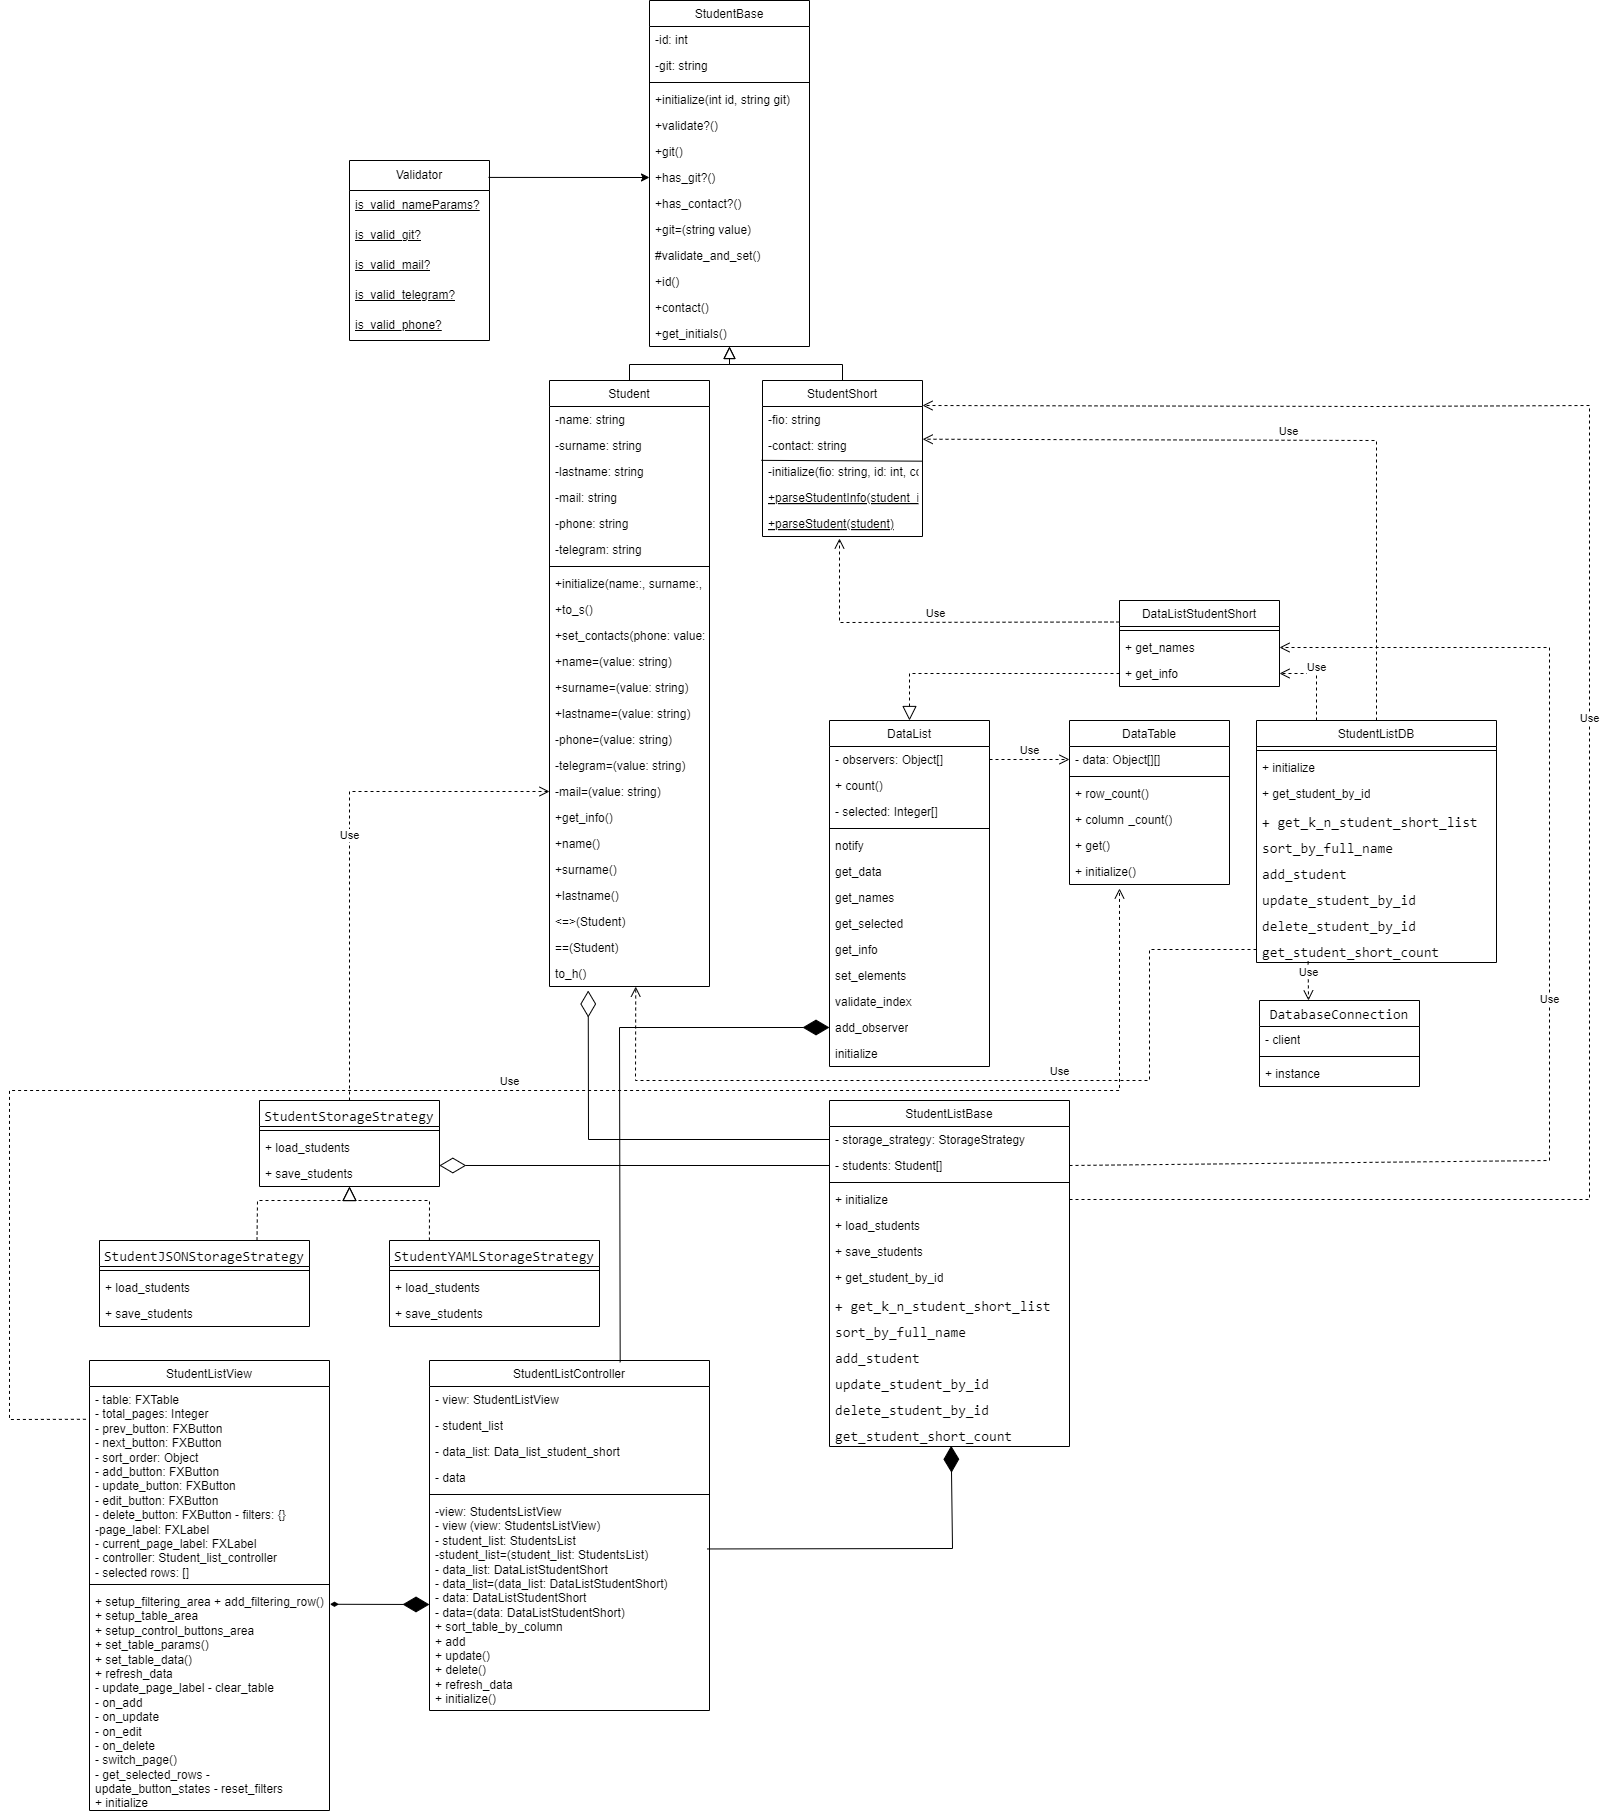 StudentBase
-id: int
-git: string
+initialize(int id, string git)
+validate?()
+git()
+has_git?()
+has_contact?()
+git=(string value)
#validate_and_set()
+id()
+contact()
+get_initials()
Validator
is_valid_nameParams?
is_valid_git?
is_valid_mail?
is_valid_telegram?
is_valid_phone?
Student
-name: string
-surname: string
-lastname: string
-mail: string
-phone: string
-telegram: string
+initialize(name:, surname:,
+to_s()
+set_contacts(phone: value:
+name=(value: string)
+surname=(value: string)
+lastname=(value: string)
-phone=(value: string)
-telegram=(value: string)
-mail=(value: string)
+get_info()
+name()
+surname()
+lastname()
<=>(Student)
==(Student)
to_h()
StudentShort
-fio: string
-contact: string
-initialize(fio: string, id: int, co
+parseStudentInfo(student_i
+parseStudent(student)
Use
Use
DataListStudentShort
+ get_names
+ get_info
Use
Use
DataList
- observers: Object[]
+ count()
- selected: Integer[]
notify
get_data
get_names
get_selected
get_info
set_elements
validate_index
add_observer
initialize
Use
DataTable
- data: Object[][]
+ row_count()
+ column _count()
+ get()
+ initialize()
StudentListDB
+ initialize
+ get_student_by_id
+ get_k_n_student_short_list
sort_by_full_name
add_student
update_student_by_id
delete_student_by_id
get_student_short_count
Use
Use
DatabaseConnection
- client
+ instance
Use
Use
Use
StudentStorageStrategy
+ load_students
+ save_students
StudentJSONStorageStrategy
+ load_students
+ save_students
StudentYAMLStorageStrategy
+ load_students
+ save_students
StudentListBase
- storage_strategy: StorageStrategy
- students: Student[]
+ initialize
+ load_students
+ save_students
+ get_student_by_id
+ get_k_n_student_short_list
sort_by_full_name
add_student
update_student_by_id
delete_student_by_id
get_student_short_count
StudentListView
- table: FXTable
- total_pages: Integer
- prev_button: FXButton
- next_button: FXButton
- sort_order: Object
- add_button: FXButton
- update_button: FXButton
- edit_button: FXButton
- delete_button: FXButton - filters: {}
-page_label: FXLabel
- current_page_label: FXLabel
- controller: Student_list_controller
- selected rows: []
+ setup_filtering_area + add_filtering_row()
+ setup_table_area
+ setup_control_buttons_area
+ set_table_params()
+ set_table_data()
+ refresh_data
- update_page_label - clear_table
- on_add
- on_update
- on_edit
- on_delete
- switch_page()
- get_selected_rows -
update_button_states - reset_filters
+ initialize
StudentListController
- view: StudentListView
- student_list
- data_list: Data_list_student_short
- data
-view: StudentsListView
- view (view: StudentsListView)
- student_list: StudentsList
-student_list=(student_list: StudentsList)
- data_list: DataListStudentShort
- data_list=(data_list: DataListStudentShort)
- data: DataListStudentShort
- data=(data: DataListStudentShort)
+ sort_table_by_column
+ add
+ update()
+ delete()
+ refresh_data
+ initialize()